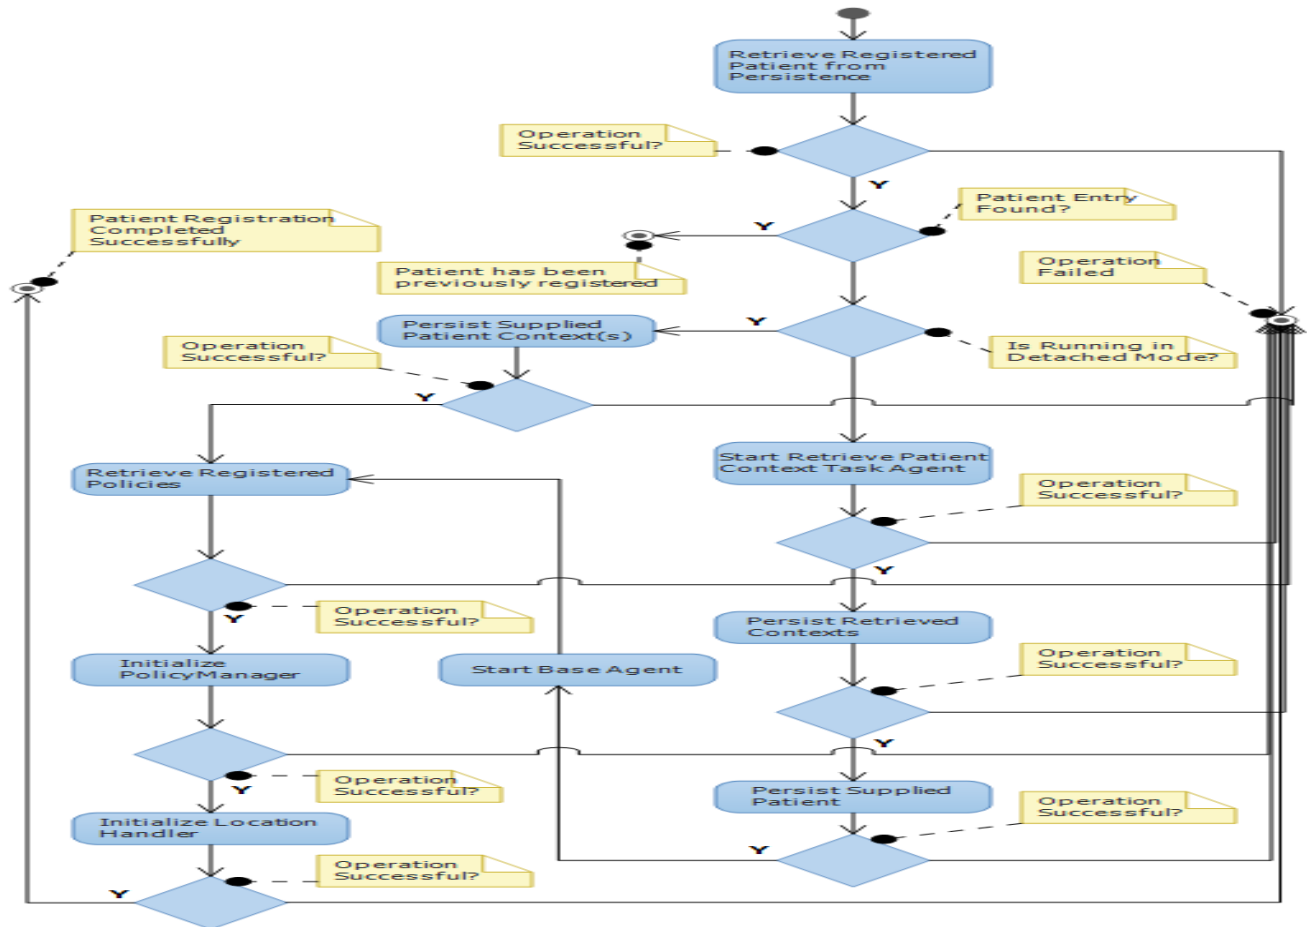 Retrieve Registered
Patient from
Persistence
Operation
Successful?
Y
Patient Entry
Found?
Patient Registration
Completed
Successfully
Y
Operation
Failed
Patient has been
previously registered
Persist Supplied
Patient Context(s)
Y
Is Running in
Detached Mode?
Operation
Successful?
Y
Retrieve Registered
Policies
Start Retrieve Patient
Context Task Agent
Operation
Successful?
Y
Operation
Successful?
Y
Persist Retrieved
Contexts
Initialize
PolicyManager
Start Base Agent
Operation
Successful?
Y
Operation
Successful?
Y
Persist Supplied
Patient
Operation
Successful?
Initialize Location
Handler
Y
Operation
Successful?
Y